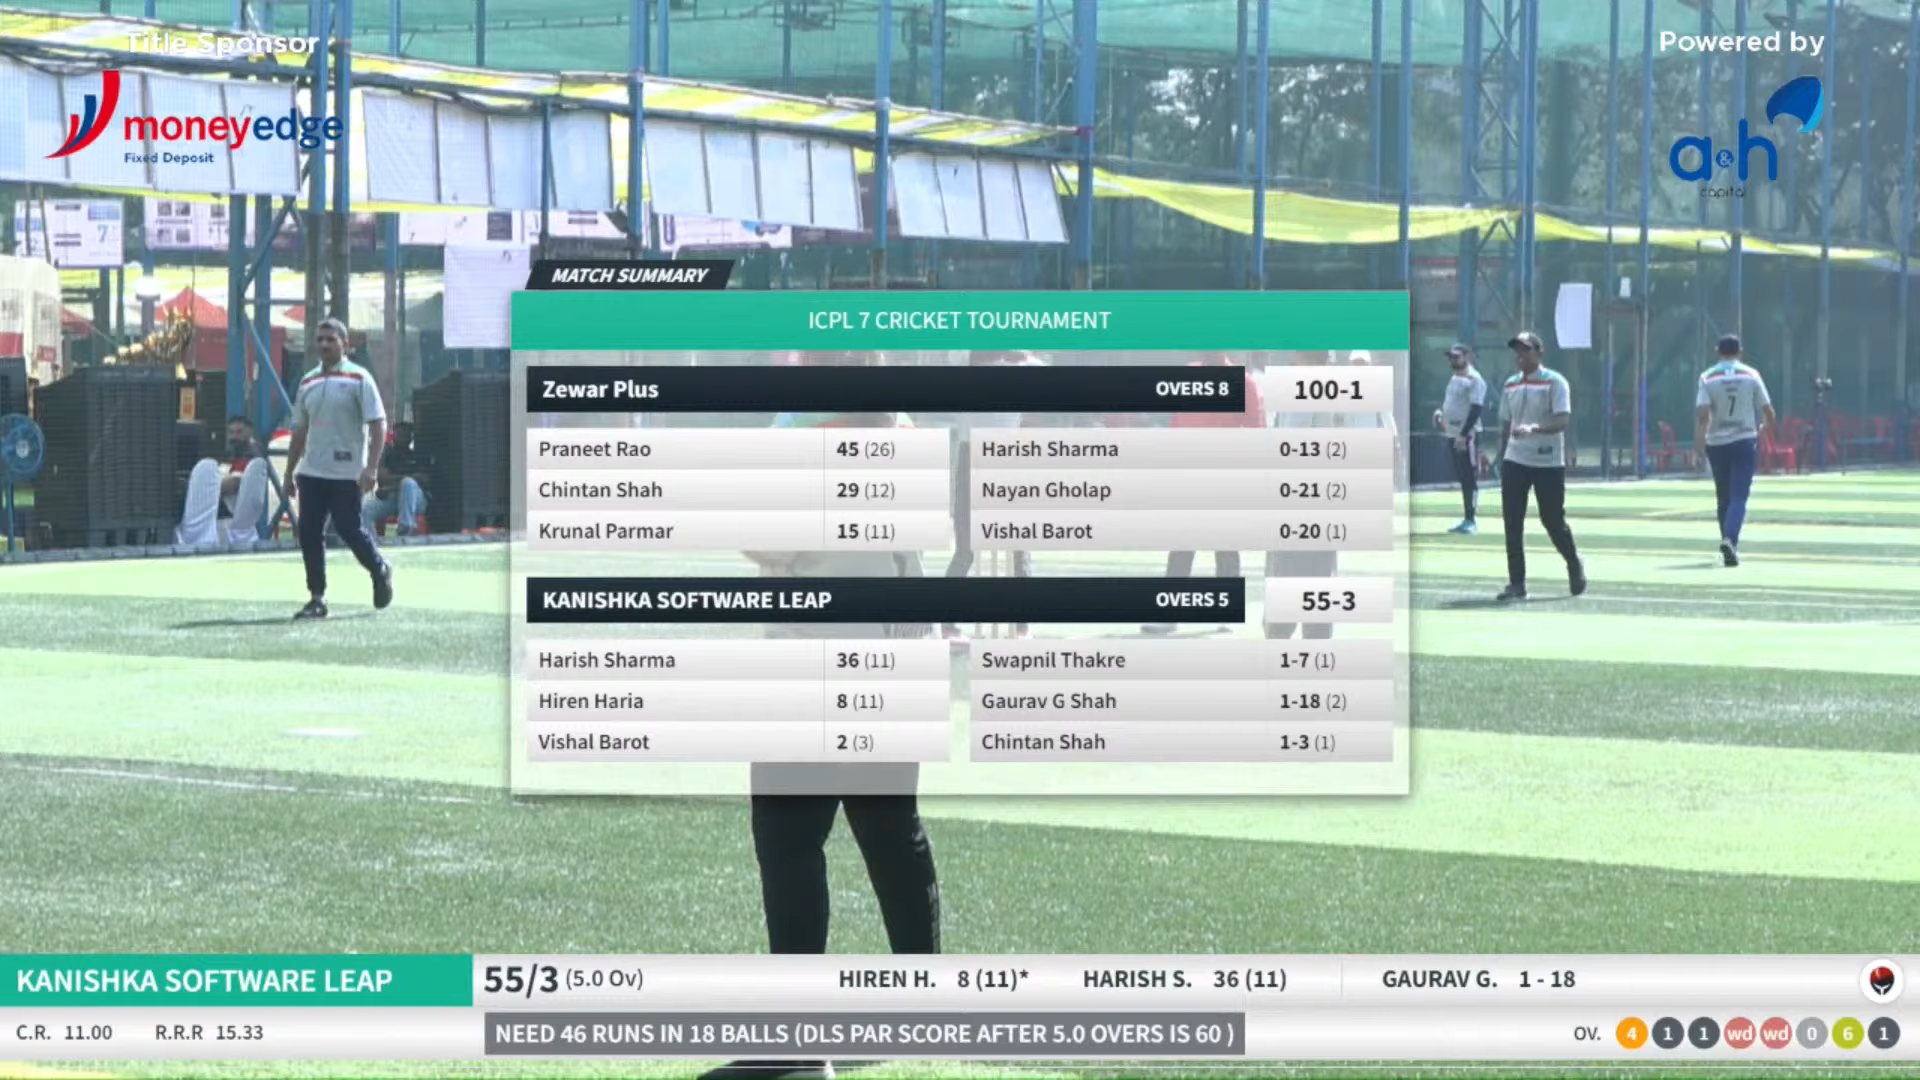 Title Sponsor
moneyedge
Fixed Deposit
Powered by
a&h
capital
MATCH SUMMARY
ICPL 7 CRICKET TOURNAMENT
Zewar Plus OVERS 8 100-1
Praneet Rao 45 (26) Harish Sharma 0-13 (2)
Chintan Shah 29 (12) Nayan Gholap 0-21 (2)
Krunal Parmar 15 (11) Vishal Barot 0-20 (1)
KANISHKA SOFTWARE LEAP OVERS 5 55-3
Harish Sharma 36 (11) Swapnil Thakre 1-7 (1)
Hiren Haria 8 (11) Gaurav G Shah 1-18 (2)
Vishal Barot 2 (3) Chintan Shah 1-3 (1)
7
KANISHKA SOFTWARE LEAP 55/3 (5.0 Ov) HIREN H. 8 (11)* HARISH S. 36 (11) GAURAV G. 1 - 18
C.R. 11.00 R.R.R 15.33 NEED 46 RUNS IN 18 BALLS (DLS PAR SCORE AFTER 5.0 OVERS IS 60 ) OV. 4 1 1 wd wd 0 6 1